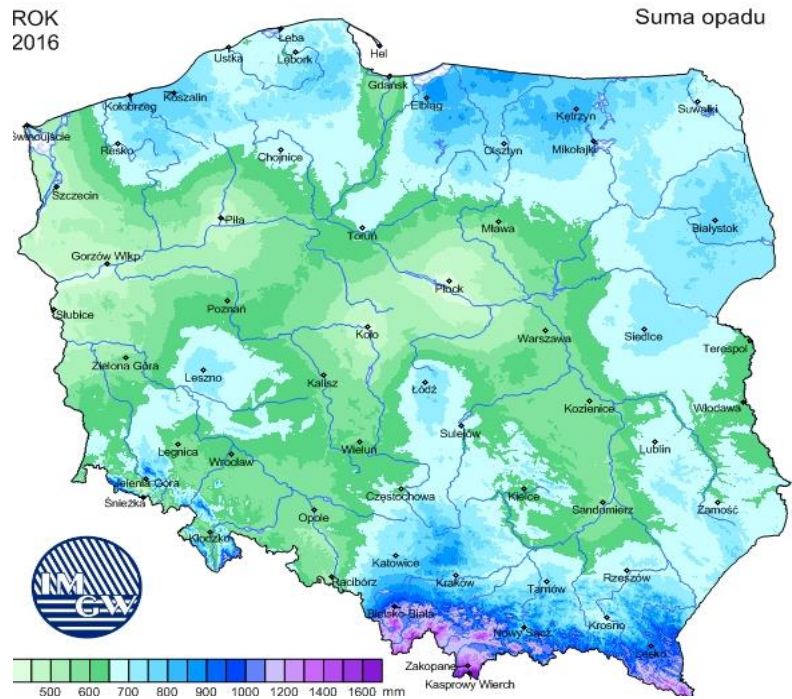 ROK
2016
Suma opadu
Łeba
Ustka
Lębork
Hel
Gdańsk
Kołobrzeg
Koszalin
Elbląg
Kętrzyn
Suwałki
Świnoujście
Resko
Chojnice
Olsztyn
Mikołajki
Szczecin
Piła
Toruń
Mława
Białystok
Gorzów Wlkp.
Płock
Słubice
Poznań
Koło
Warszawa
Siedlce
Terespol
Zielona Góra
Leszno
Kalisz
Łódź
Kozienice
Włodawa
Sulejów
Legnica
Wrocław
Wieluń
Lublin
Jelenia Góra
Śnieżka
Częstochowa
Kielce
Sandomierz
Zamość
Opole
Kłodzko
Katowice
Racibórz
Kraków
Tarnów
Rzeszów
Bielsko-Biała
Nowy Sącz
Krosno
Lesko
Zakopane
Kasprowy Wierch
IM
GW
500 600 700 800 900 1000 1200 1400 1600 mm